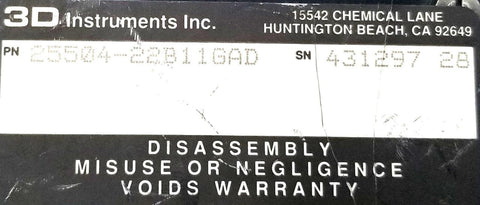 3D Instruments Inc.
15542 CHEMICAL LANE
HUNTINGTON BEACH, CA 92649
PN 25504-22B11GAD SN 431297 28
DISASSEMBLY
MISUSE OR NEGLIGENCE
VOIDS WARRANTY